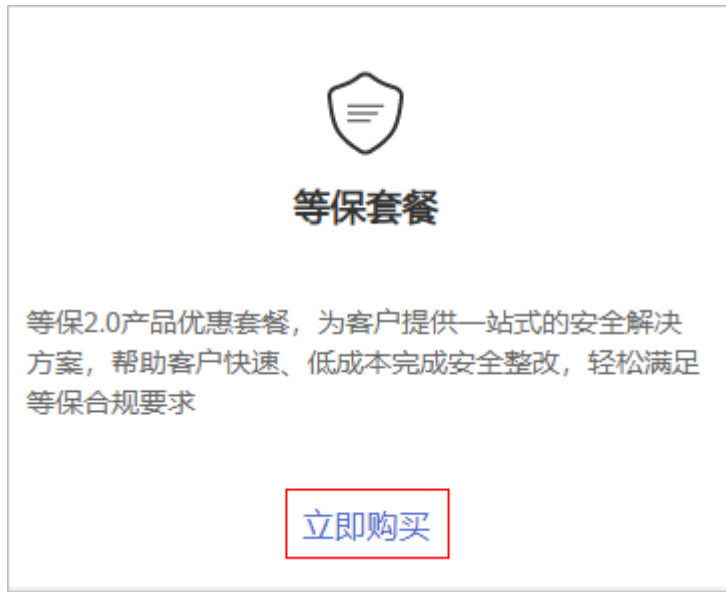 等保套餐
等保2.0产品优惠套餐，为客户提供一站式的安全解决
方案，帮助客户快速、低成本完成安全整改，轻松满足
等保合规要求
立即购买